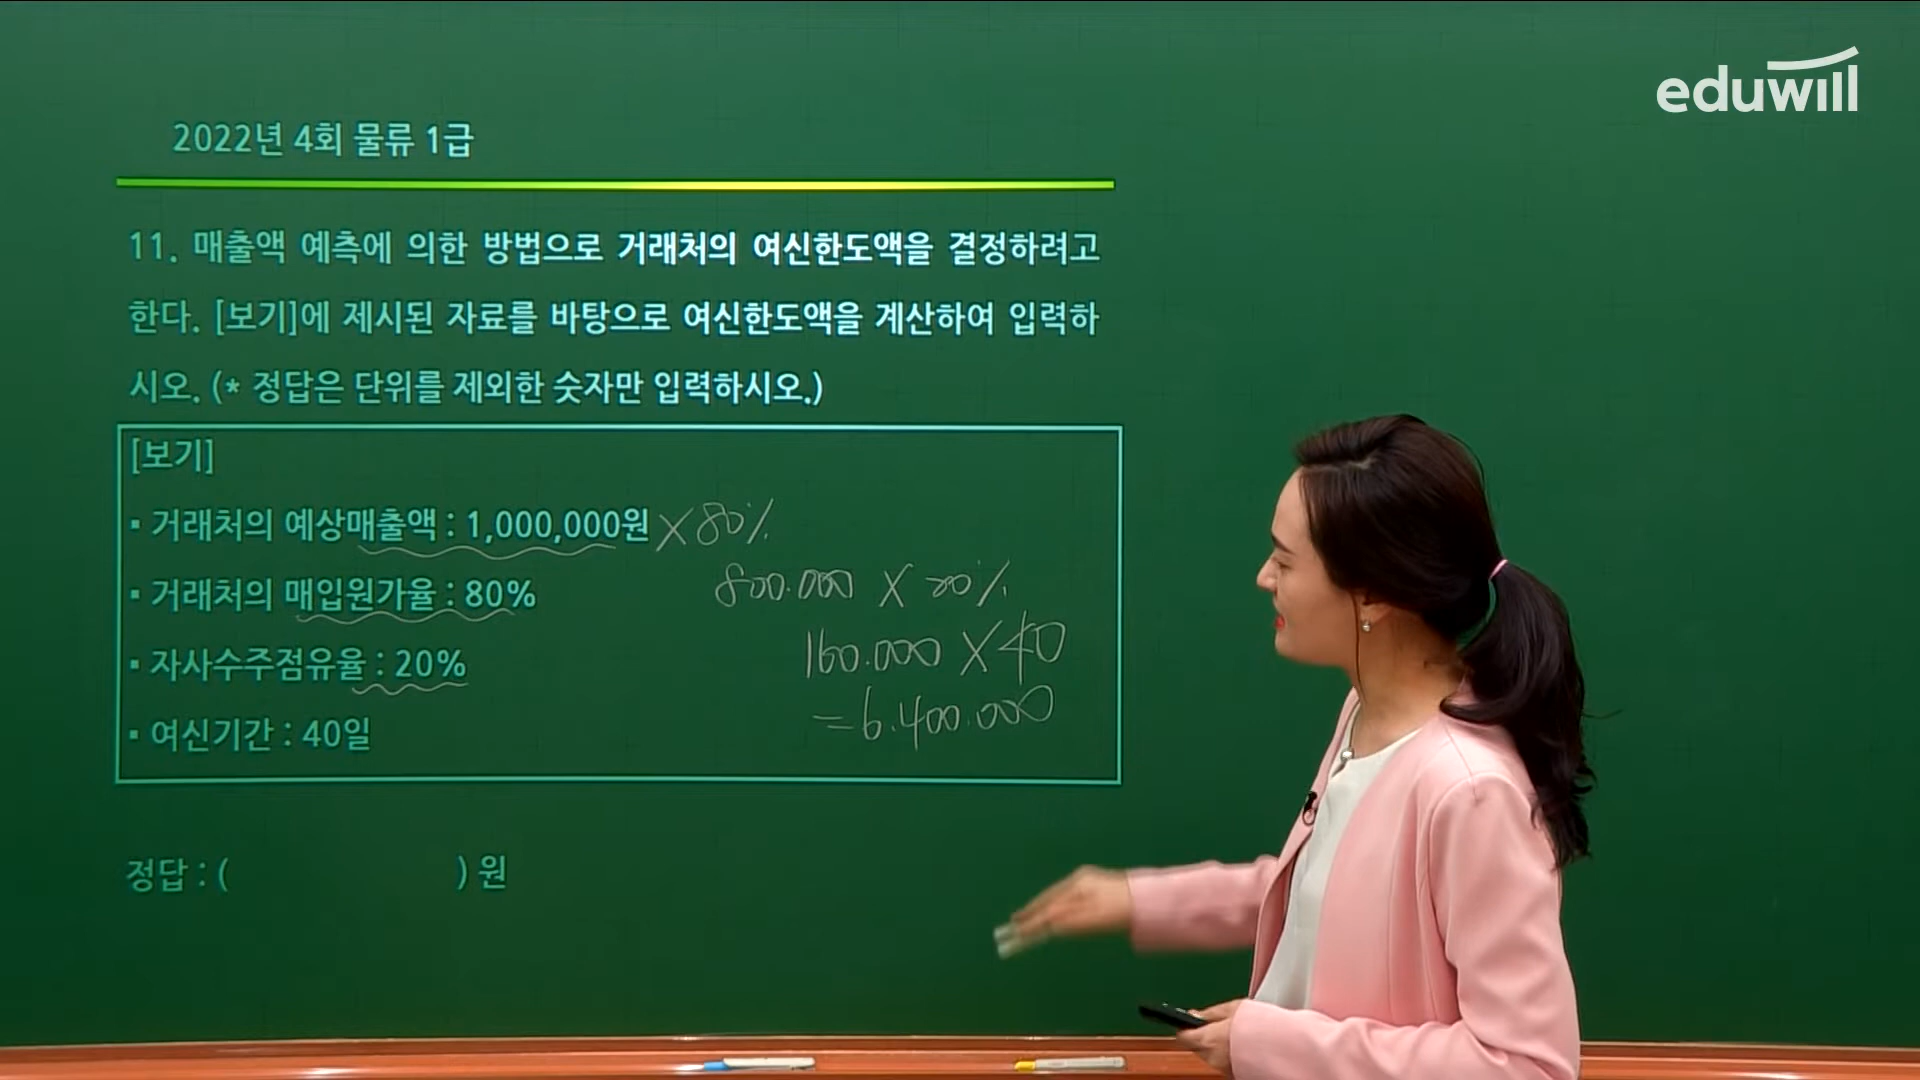 eduwill
2022년 4회 물류 1급
11. 매출액 예측에 의한 방법으로 거래처의 여신한도액을 결정하려고
한다. [보기]에 제시된 자료를 바탕으로 여신한도액을 계산하여 입력하
시오. (* 정답은 단위를 제외한 숫자만 입력하시오.)
[보기]
▪ 거래처의 예상매출액 : 1,000,000원 X 80%
▪ 거래처의 매입원가율 : 80%
800.000 X 20%
▪ 자사수주점유율 : 20%
160.000 X 40
▪ 여신기간 : 40일
= 6.400.000
정답 : ( ) 원